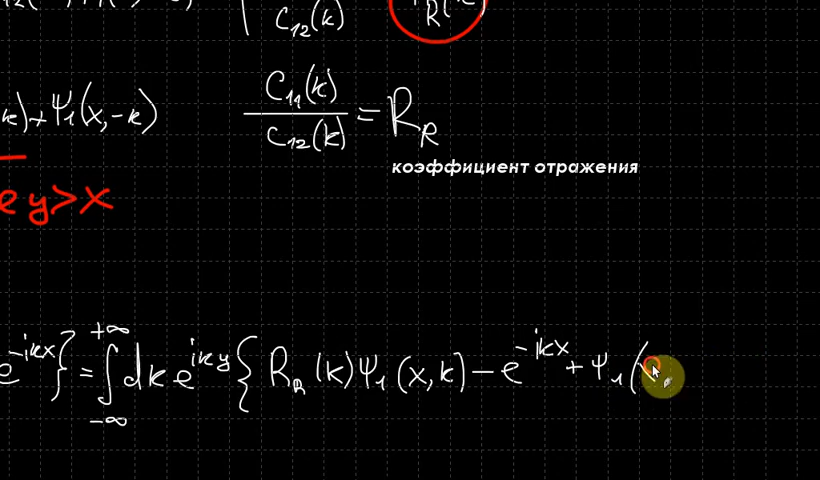 C₁₂(k) R(k)
k)+Ψ₁(x,-k) C₁₁(k)/C₁₂(k) = R_R
коэффициент отражения
e y>x
e^{-ikx}} = ∫_{-∞}^{+∞} dk e^{iky} { R_R(k)Ψ₁(x,k) - e^{-ikx} + Ψ₁(